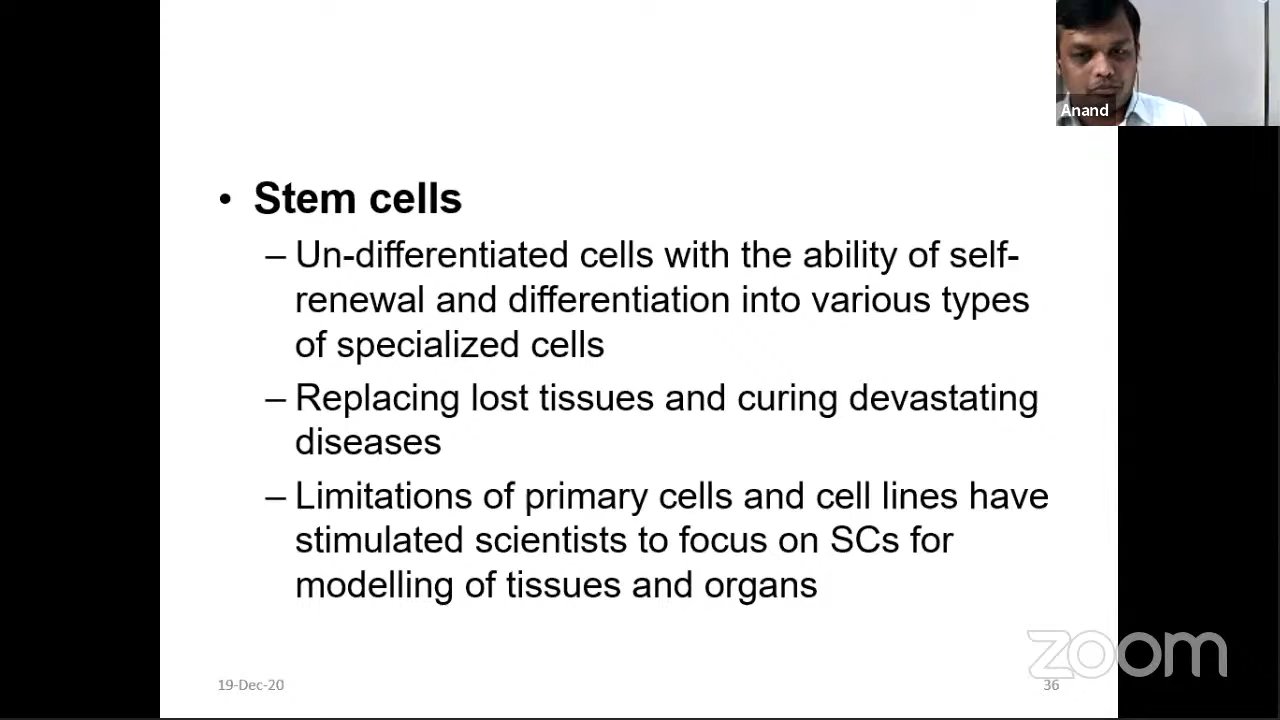 Anand
• Stem cells
– Un-differentiated cells with the ability of self-
renewal and differentiation into various types
of specialized cells
– Replacing lost tissues and curing devastating
diseases
– Limitations of primary cells and cell lines have
stimulated scientists to focus on SCs for
modelling of tissues and organs
zoom
19-Dec-20
36